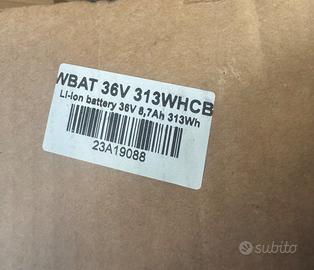 WBAT 36V 313WHCB
Li-Ion battery 36V 8,7Ah 313Wh
23A19088
subito